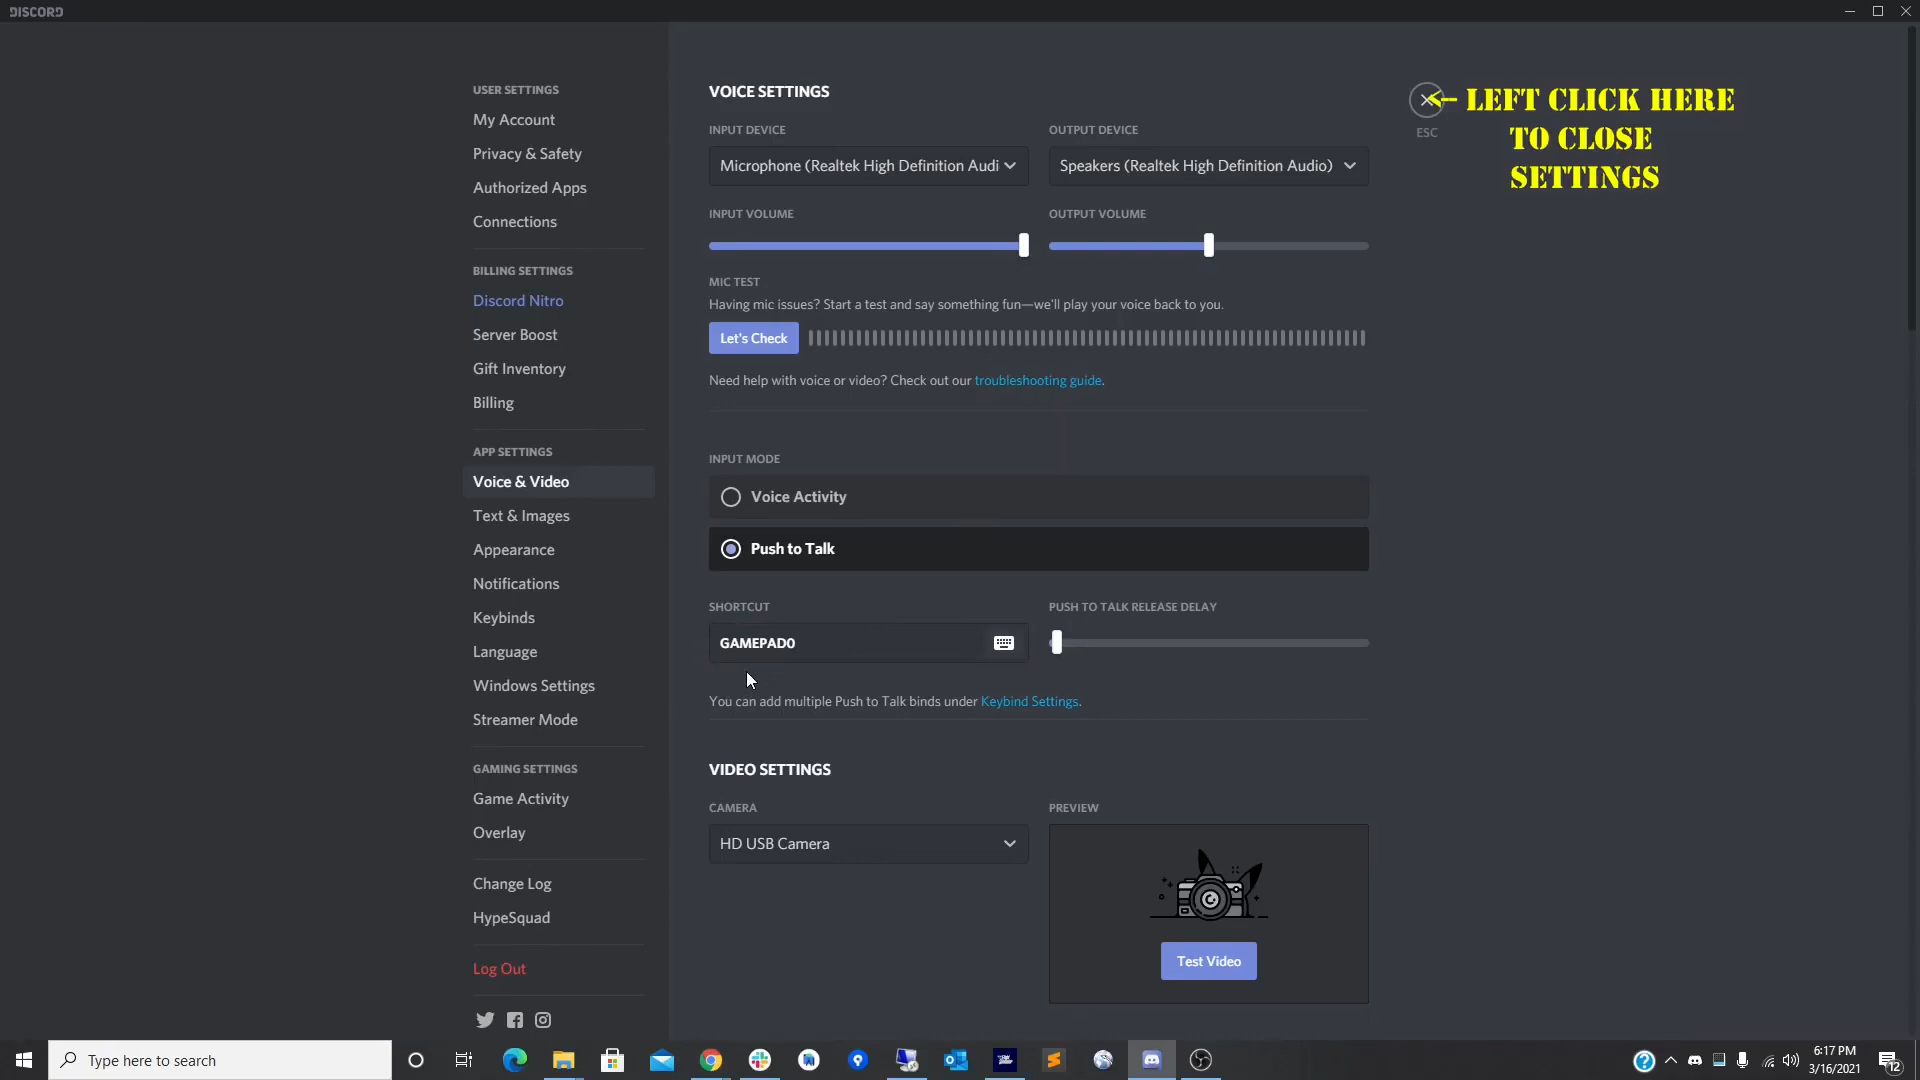 DISCORD
USER SETTINGS
My Account
Privacy & Safety
Authorized Apps
Connections
BILLING SETTINGS
Discord Nitro
Server Boost
Gift Inventory
Billing
APP SETTINGS
Voice & Video
Text & Images
Appearance
Notifications
Keybinds
Language
Windows Settings
Streamer Mode
GAMING SETTINGS
Game Activity
Overlay
Change Log
HypeSquad
Log Out
VOICE SETTINGS
INPUT DEVICE
Microphone (Realtek High Definition Audi
OUTPUT DEVICE
Speakers (Realtek High Definition Audio)
INPUT VOLUME
OUTPUT VOLUME
MIC TEST
Having mic issues? Start a test and say something fun—we'll play your voice back to you.
Let's Check
Need help with voice or video? Check out our troubleshooting guide.
INPUT MODE
Voice Activity
Push to Talk
SHORTCUT
GAMEPAD0
PUSH TO TALK RELEASE DELAY
You can add multiple Push to Talk binds under Keybind Settings.
VIDEO SETTINGS
CAMERA
HD USB Camera
PREVIEW
Test Video
ESC
LEFT CLICK HERE
TO CLOSE
SETTINGS
Type here to search
6:17 PM
3/16/2021
12